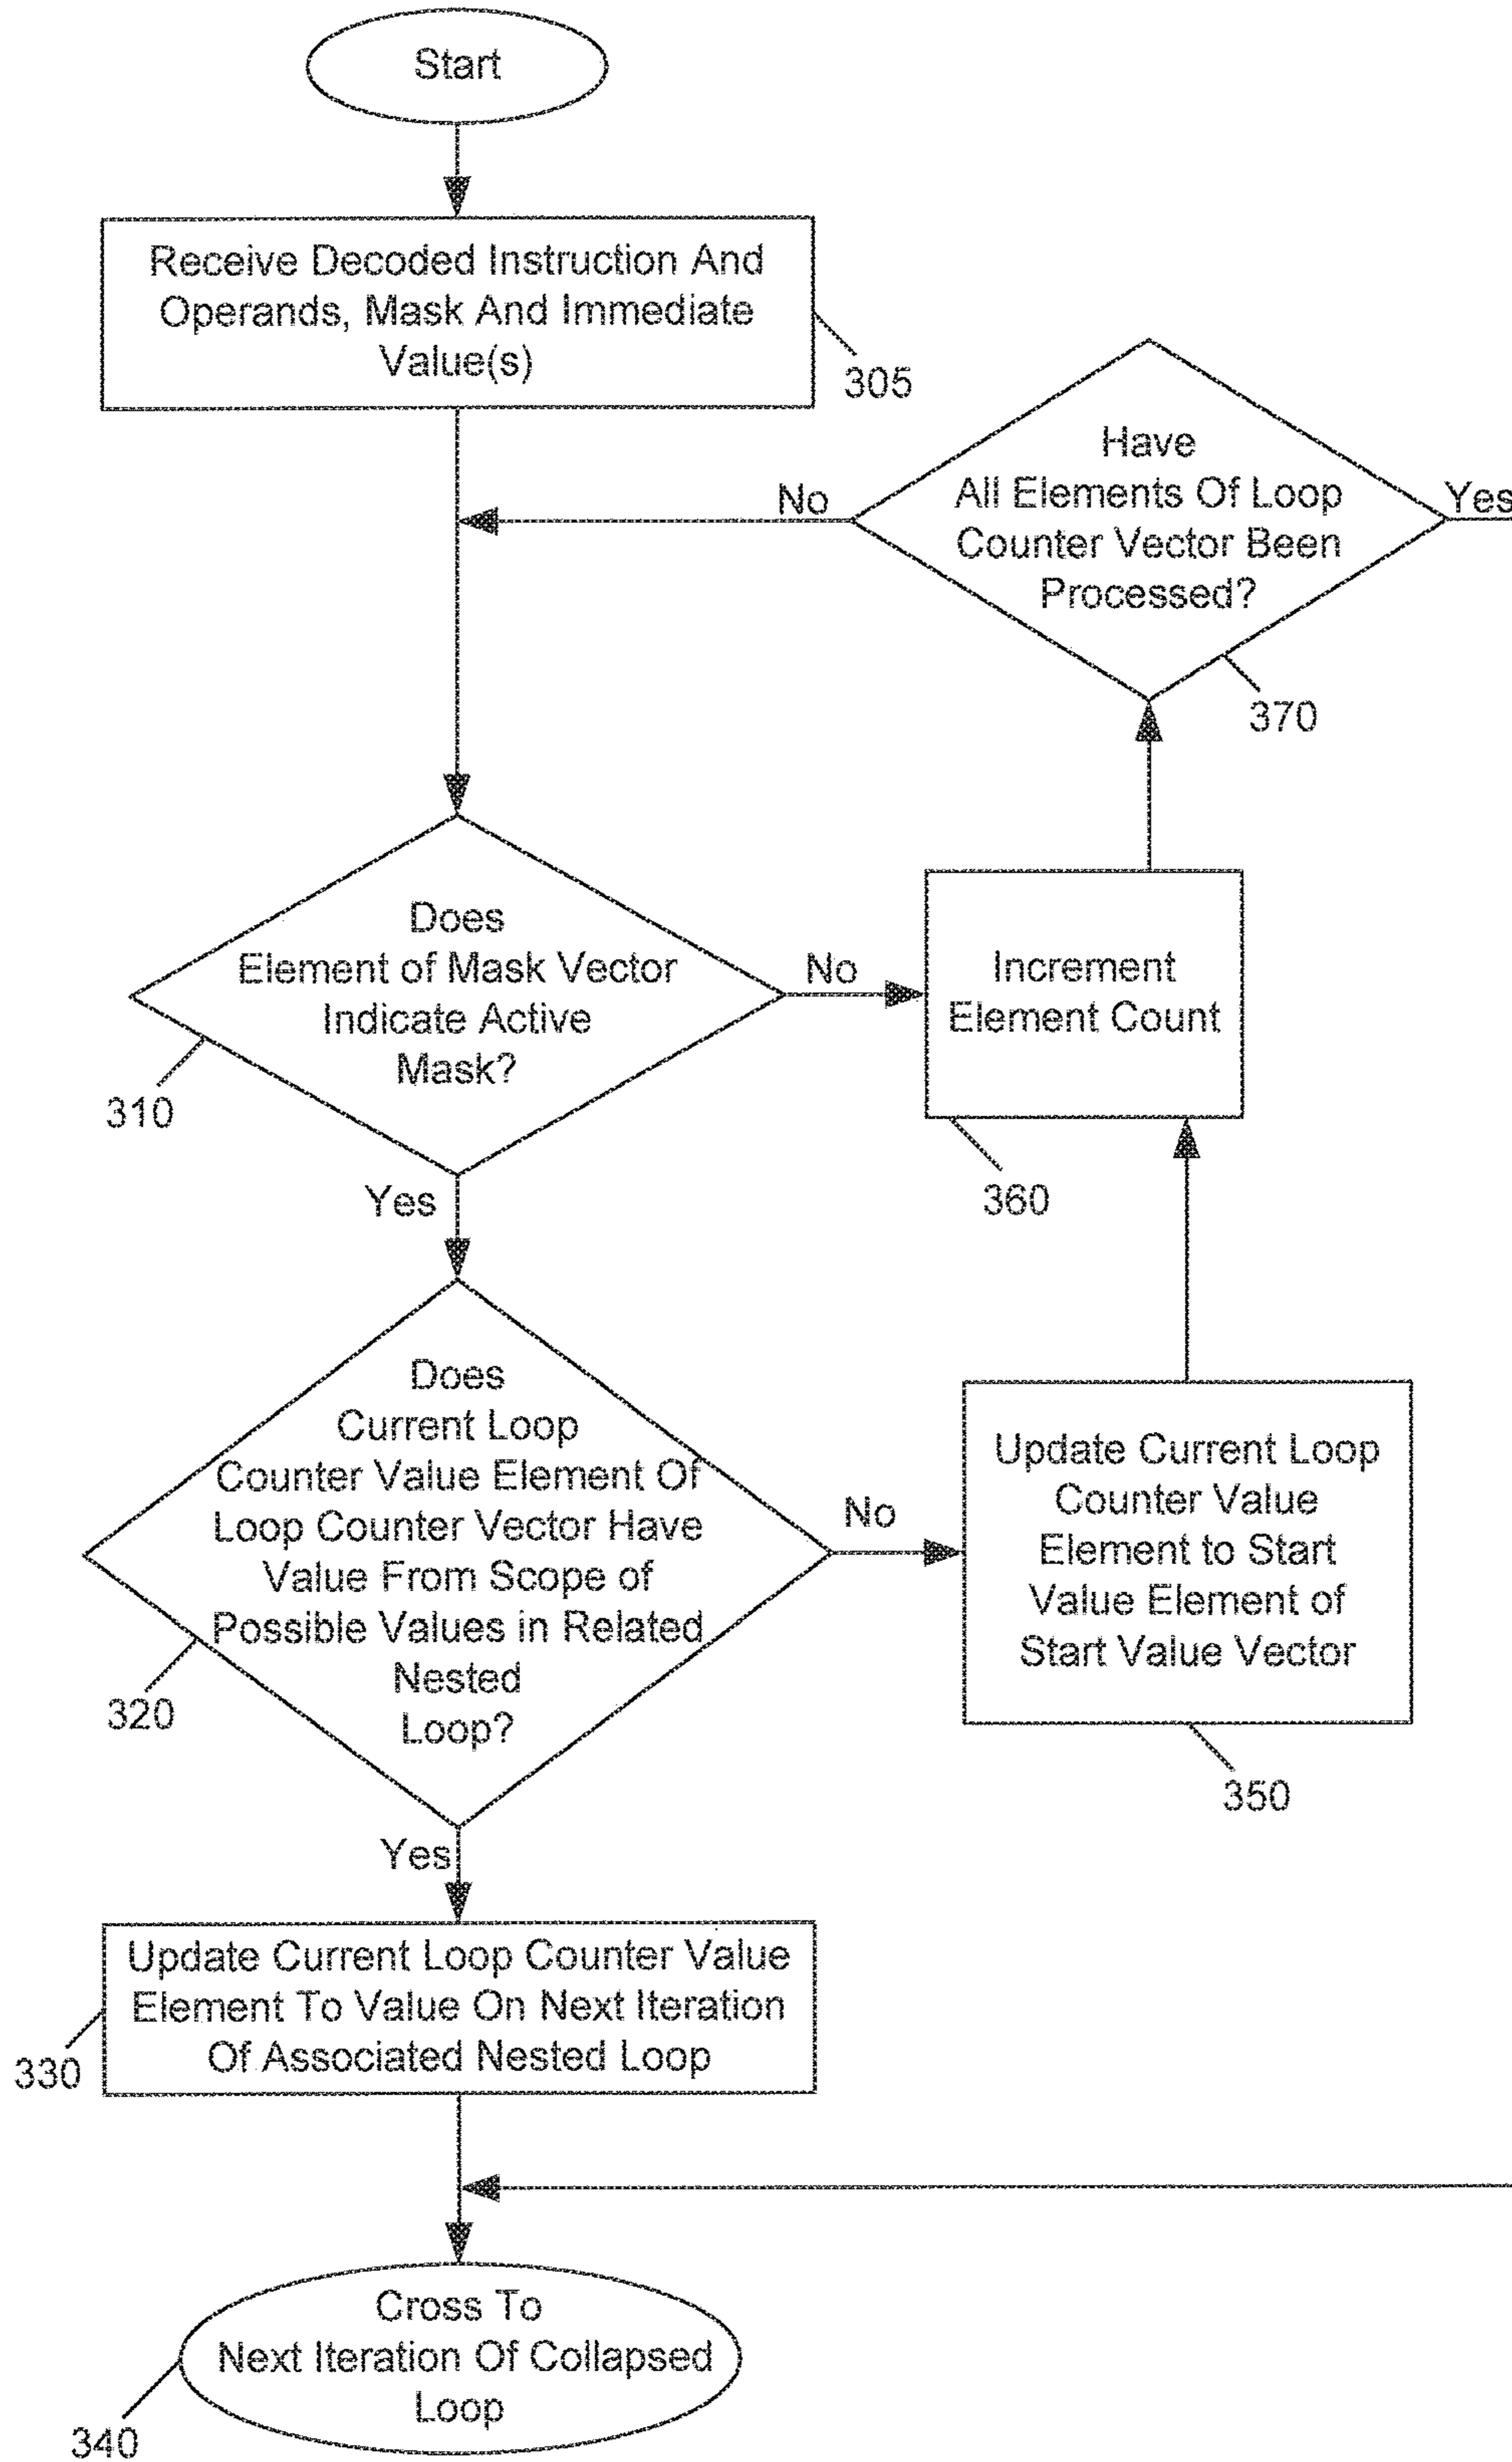 Start
Receive Decoded Instruction And
Operands, Mask And Immediate
Value(s)
305
Have
All Elements Of Loop
Counter Vector Been
Processed?
No
Yes
370
Does
Element of Mask Vector
Indicate Active
Mask?
310
No
Increment
Element Count
360
Yes
Does
Current Loop
Counter Value Element Of
Loop Counter Vector Have
Value From Scope of
Possible Values in Related
Nested
Loop?
320
No
Update Current Loop
Counter Value
Element to Start
Value Element of
Start Value Vector
350
Yes
Update Current Loop Counter Value
Element To Value On Next Iteration
Of Associated Nested Loop
330
Cross To
Next Iteration Of Collapsed
Loop
340